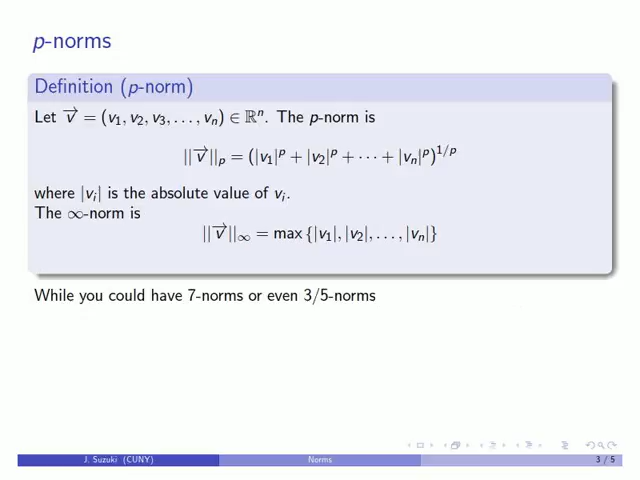 p-norms
Definition (p-norm)
Let v⃗ = (v₁, v₂, v₃, . . . , vₙ) ∈ ℝⁿ. The p-norm is
||v⃗||ₚ = (|v₁|ᵖ + |v₂|ᵖ + · · · + |vₙ|ᵖ)^{1/p}
where |vᵢ| is the absolute value of vᵢ.
The ∞-norm is
||v⃗||_∞ = max {|v₁|, |v₂|, . . . , |vₙ|}
While you could have 7-norms or even 3/5-norms
J. Suzuki (CUNY) Norms 3 / 5